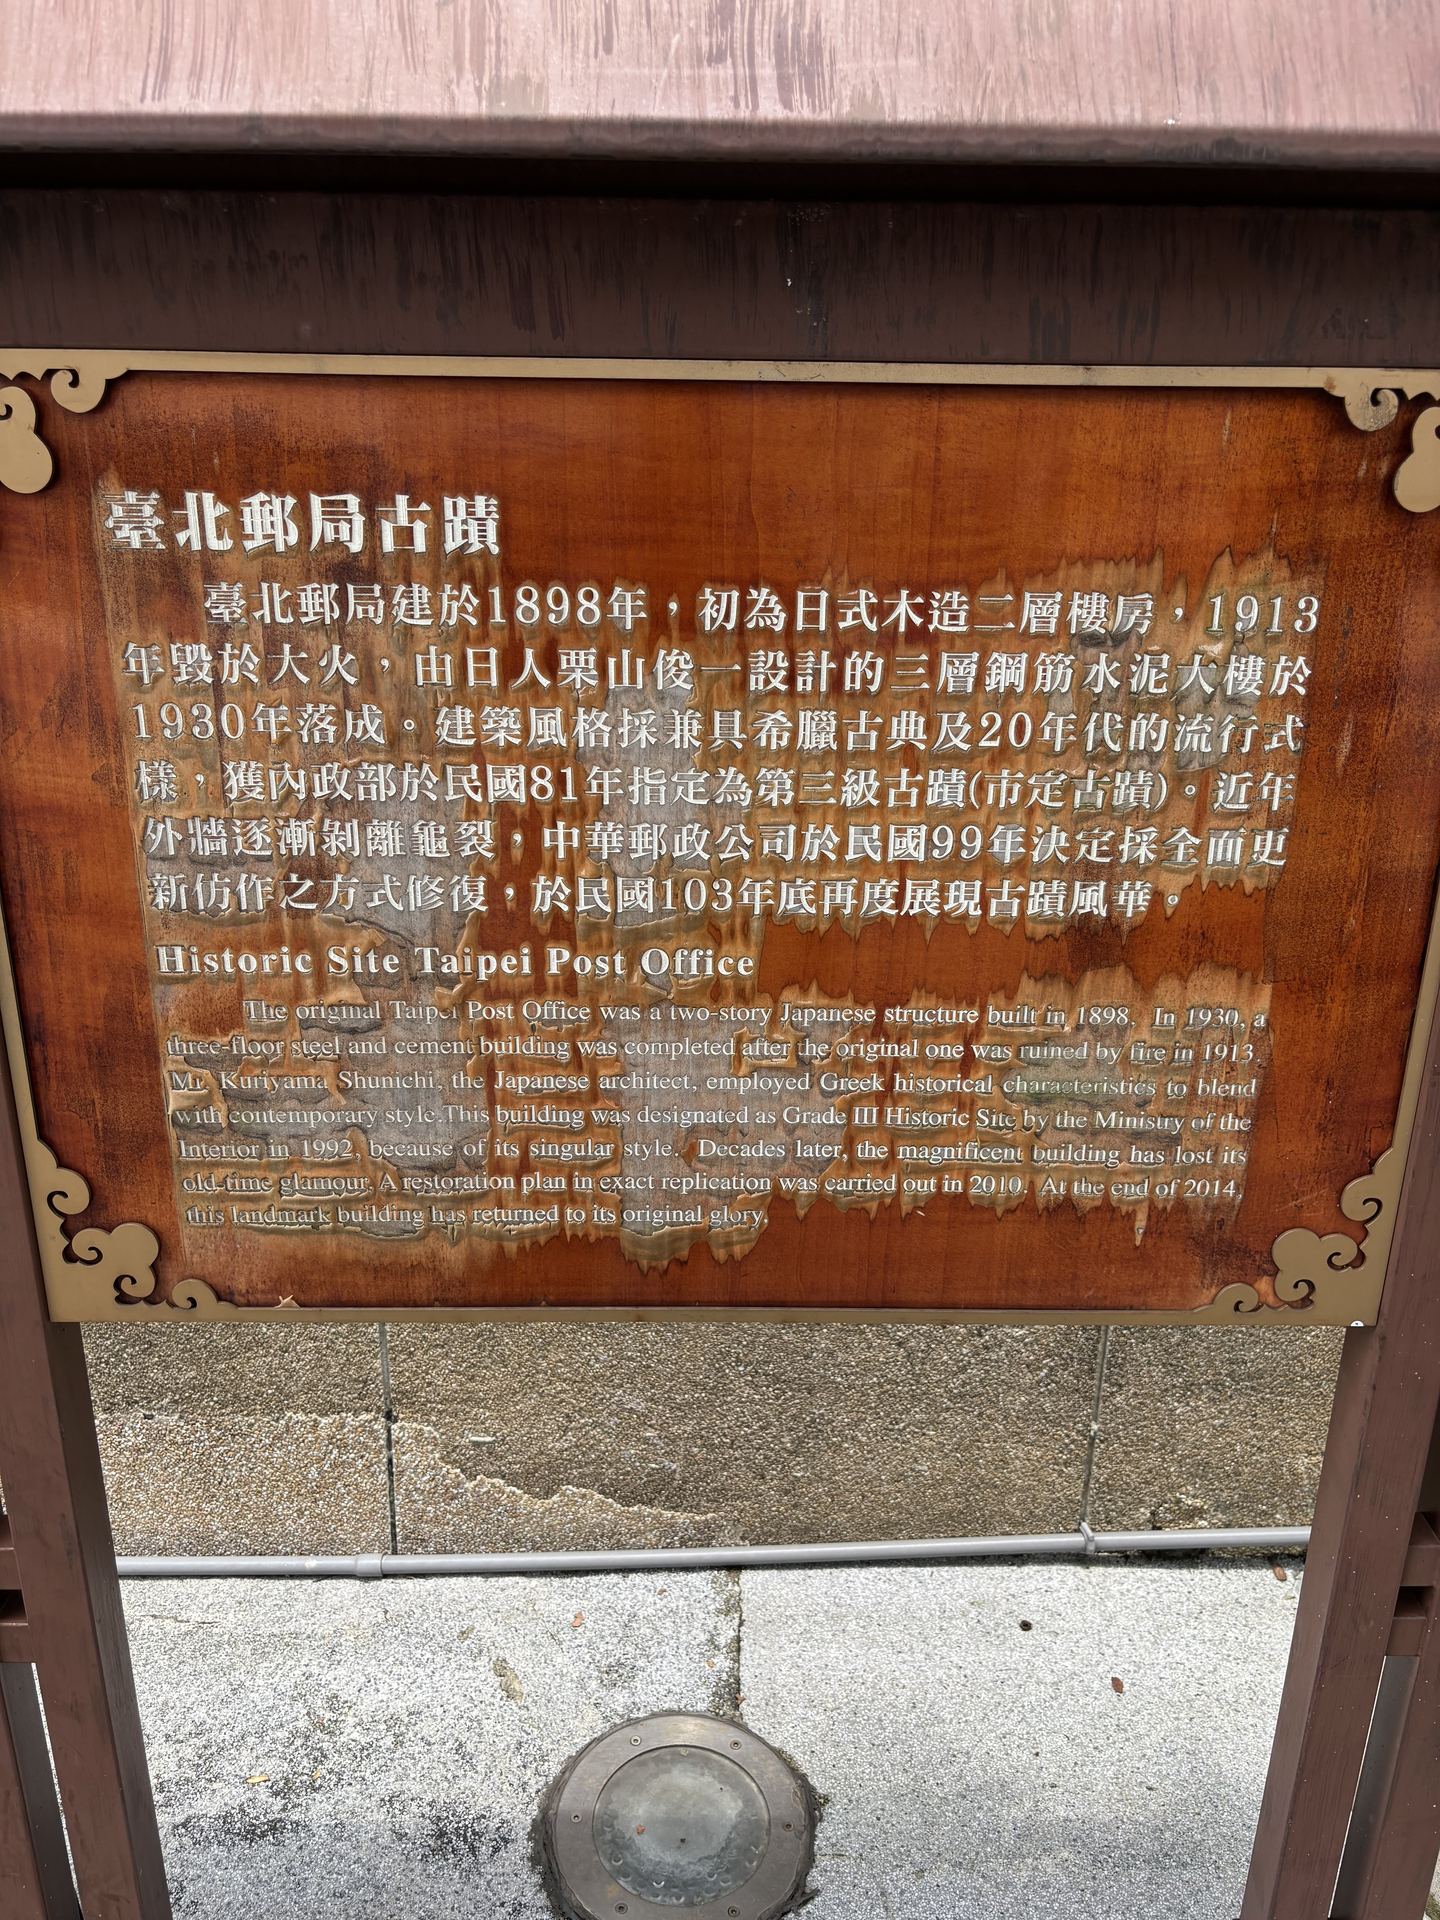 臺北郵局古蹟
臺北郵局建於1898年，初為日式木造二層樓房，1913
年毀於大火，由日人栗山俊一設計的三層鋼筋水泥大樓於
1930年落成。建築風格採兼具希臘古典及20年代的流行式
樣，獲內政部於民國81年指定為第三級古蹟(市定古蹟)。近年
外牆逐漸剝離龜裂，中華郵政公司於民國99年決定採全面更
新仿作之方式修復，於民國103年底再度展現古蹟風華。
Historic Site Taipei Post Office
The original Taipei Post Office was a two-story Japanese structure built in 1898. In 1930, a
three-floor steel and cement building was completed after the original one was ruined by fire in 1913.
Mr. Kuriyama Shunichi, the Japanese architect, employed Greek historical characteristics to blend
with contemporary style.This building was designated as Grade III Historic Site by the Ministry of the
Interior in 1992, because of its singular style. Decades later, the magnificent building has lost its
old-time glamour. A restoration plan in exact replication was carried out in 2010. At the end of 2014,
this landmark building has returned to its original glory.